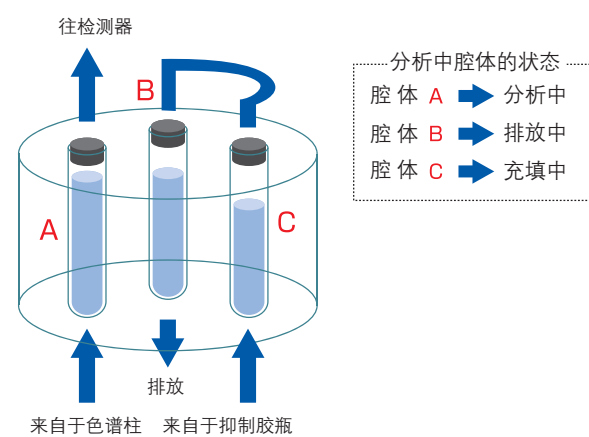 往检测器
B
A
C
排放
来自于色谱柱
来自于抑制胶瓶
分析中腔体的状态
腔体 A 分析中
腔体 B 排放中
腔体 C 充填中